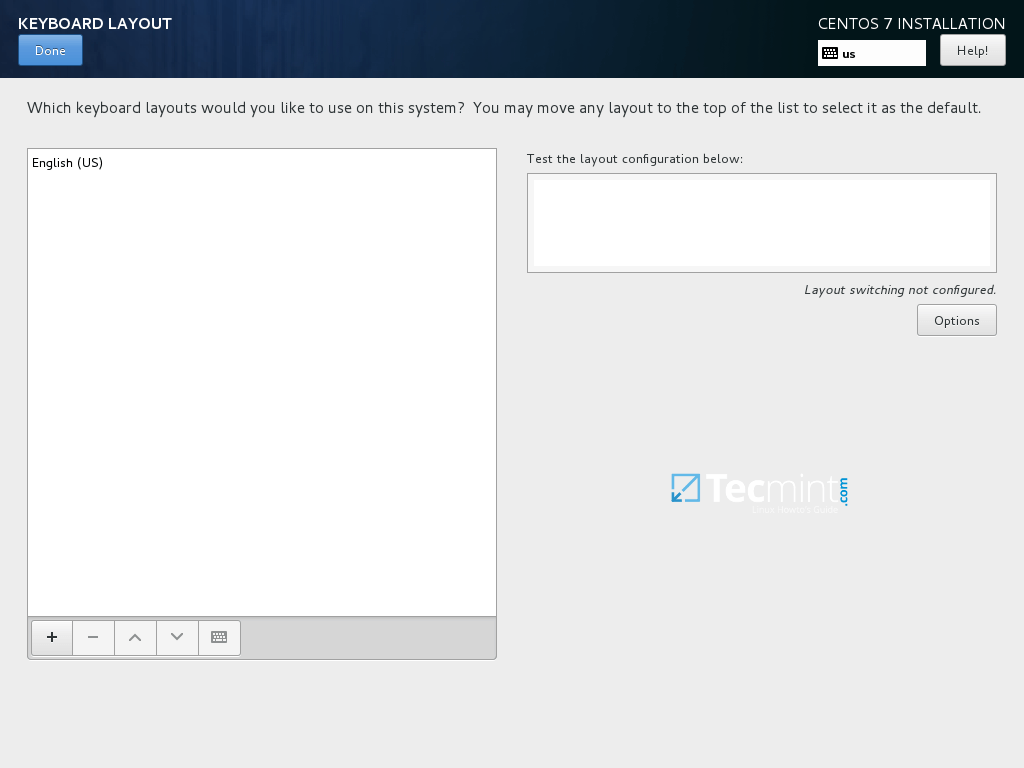 KEYBOARD LAYOUT
CENTOS 7 INSTALLATION
Done
us
Help!
Which keyboard layouts would you like to use on this system? You may move any layout to the top of the list to select it as the default.
English (US)
Test the layout configuration below:
Layout switching not configured.
Options
Tecmint.com
Linux Howtos Guide